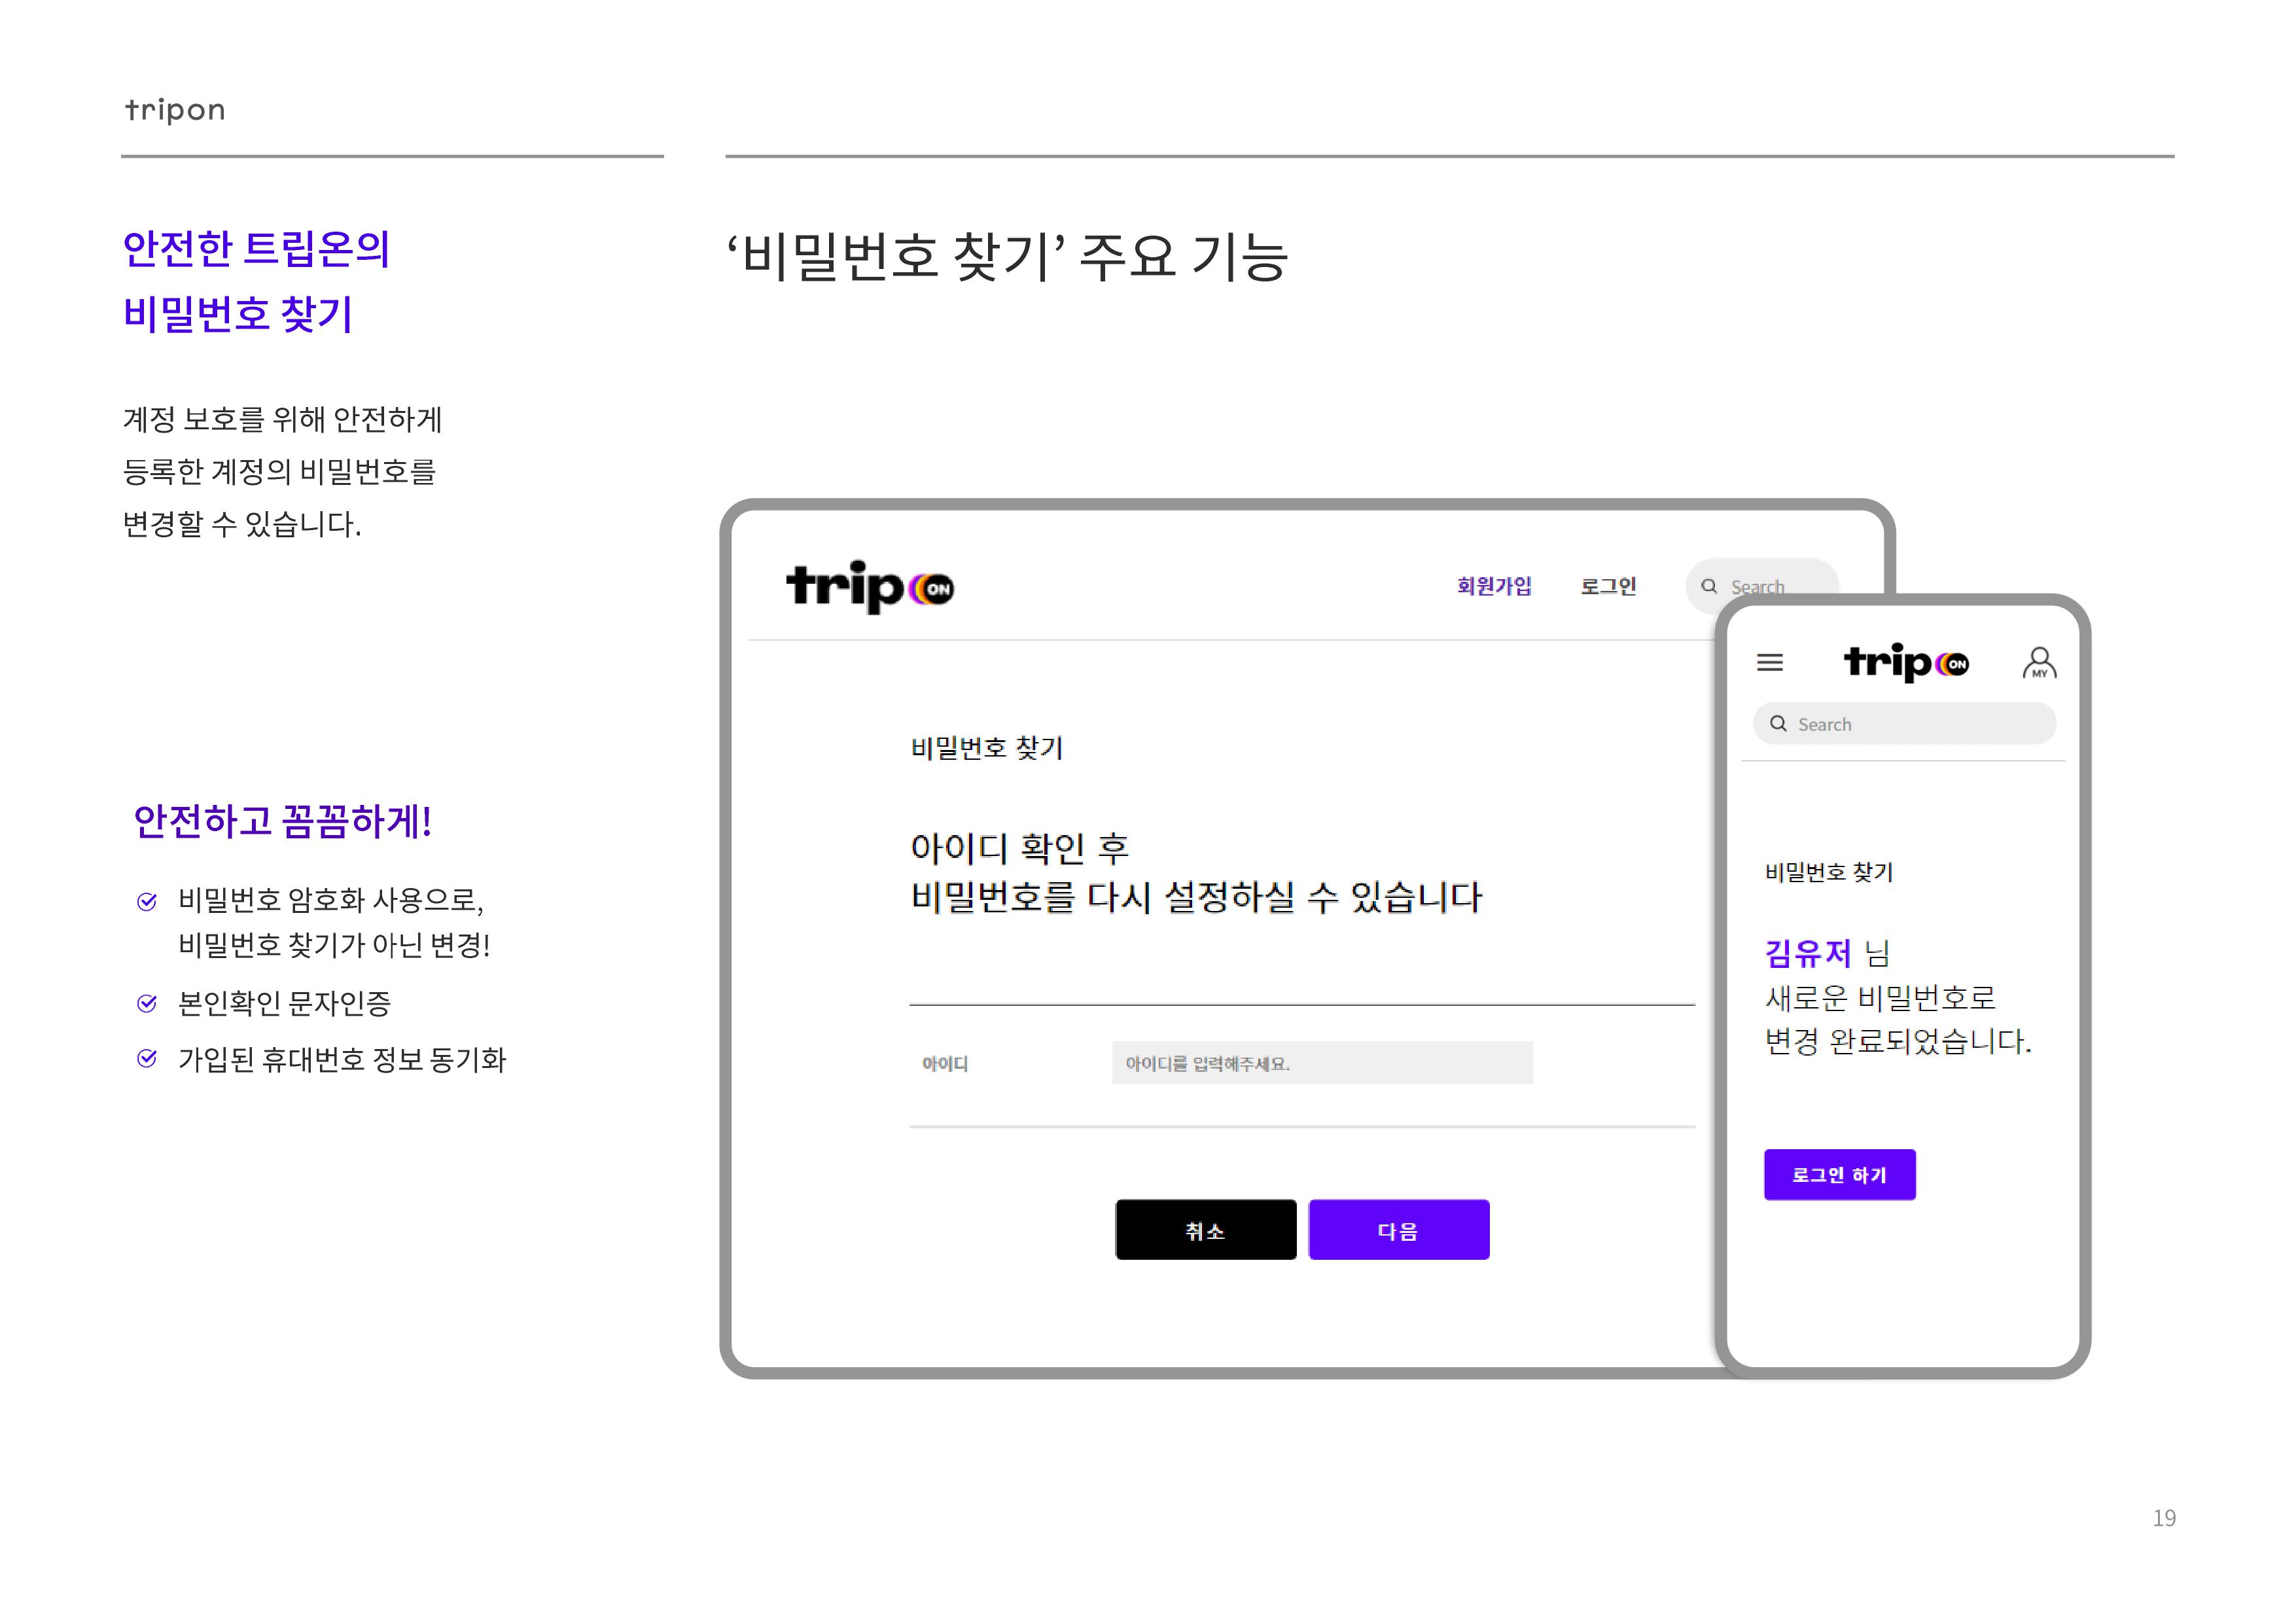 tripon
안전한 트립온의
비밀번호 찾기
계정 보호를 위해 안전하게
등록한 계정의 비밀번호를
변경할 수 있습니다.
안전하고 꼼꼼하게!
비밀번호 암호화 사용으로,
비밀번호 찾기가 아닌 변경!
본인확인 문자인증
가입된 휴대번호 정보 동기화
‘비밀번호 찾기’ 주요 기능
trip ON
회원가입 로그인 Search
비밀번호 찾기
아이디 확인 후
비밀번호를 다시 설정하실 수 있습니다
아이디 아이디를 입력해주세요.
취소 다음
trip ON MY
Search
비밀번호 찾기
김유저 님
새로운 비밀번호로
변경 완료되었습니다.
로그인 하기
19